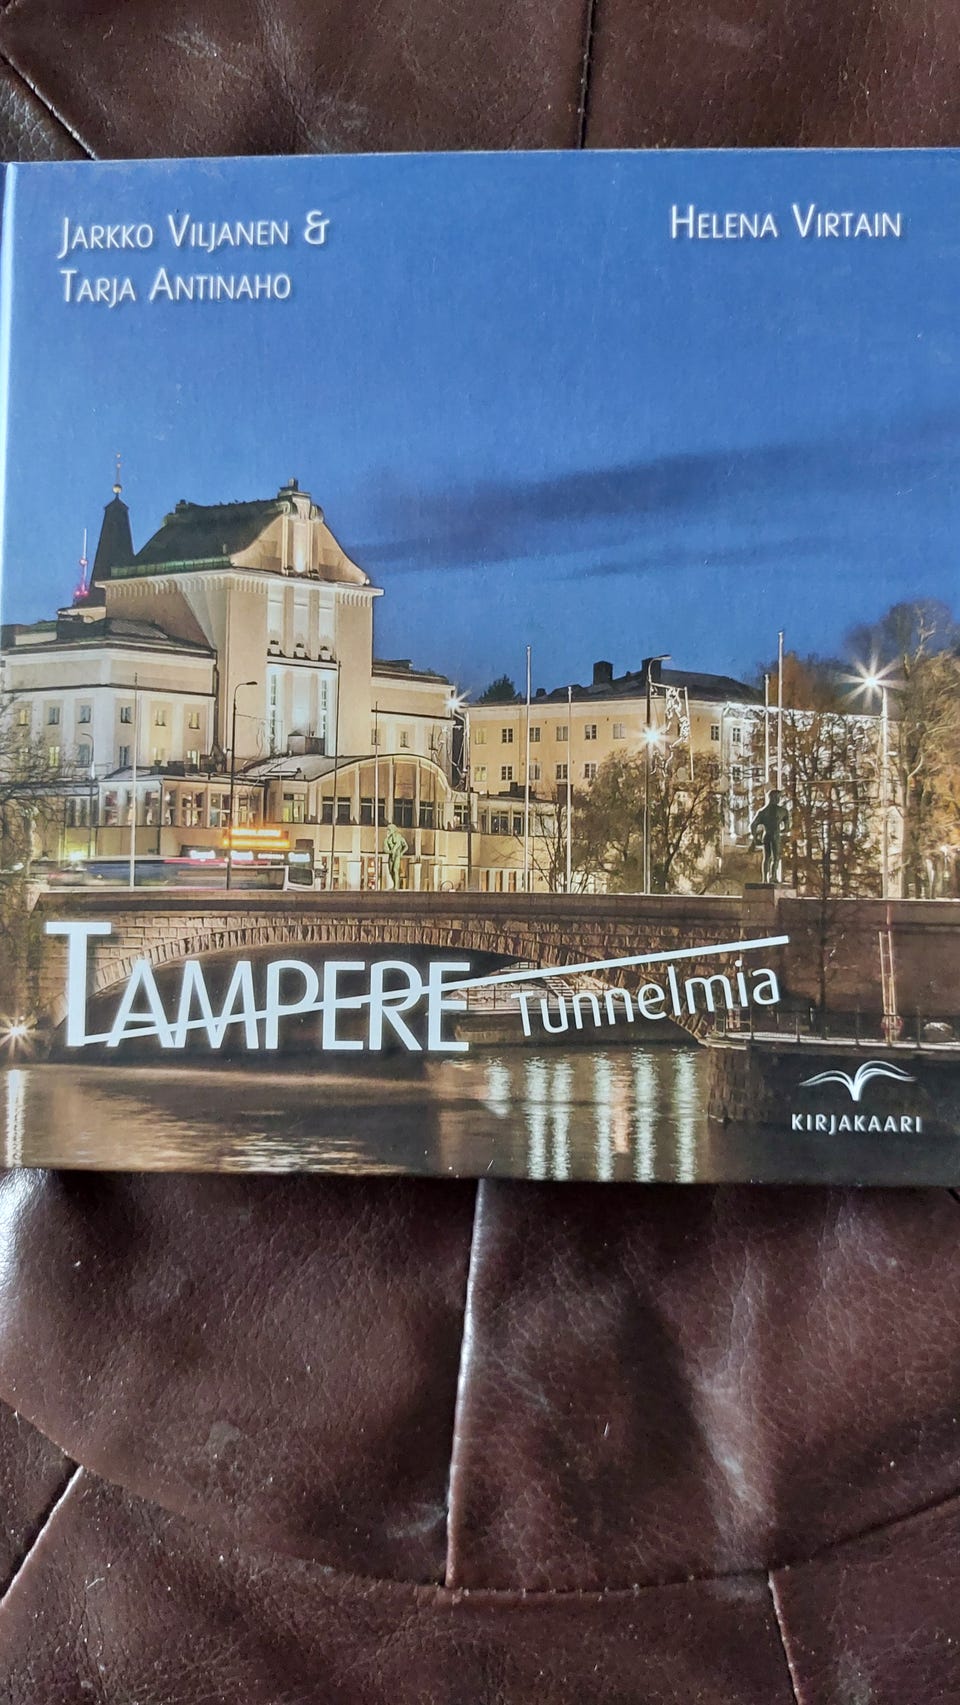 Jarkko Viljanen &
Tarja Antinaho
Helena Virtain
Tampere
Tunnelmia
KIRJAKAARI